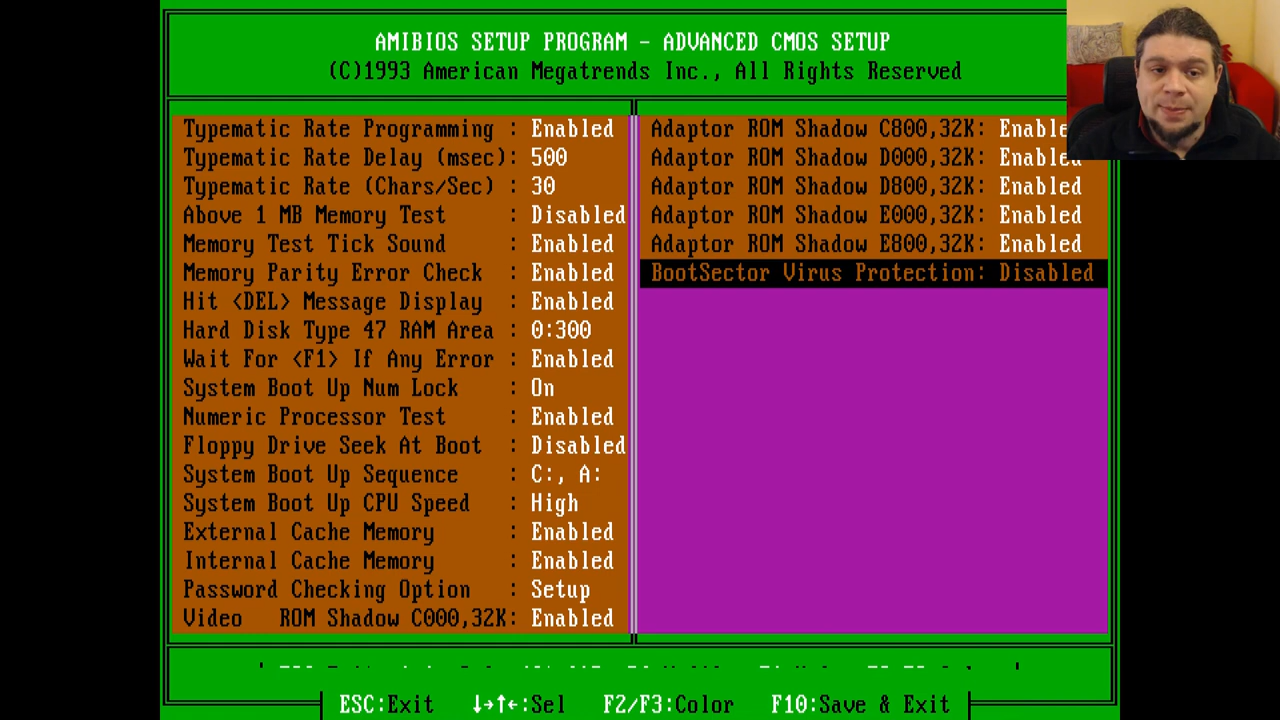 AMIBIOS SETUP PROGRAM - ADVANCED CMOS SETUP
(C)1993 American Megatrends Inc., All Rights Reserved
Typematic Rate Programming : Enabled
Typematic Rate Delay (msec): 500
Typematic Rate (Chars/Sec) : 30
Above 1 MB Memory Test : Disabled
Memory Test Tick Sound : Enabled
Memory Parity Error Check : Enabled
Hit <DEL> Message Display : Enabled
Hard Disk Type 47 RAM Area : 0:300
Wait For <F1> If Any Error : Enabled
System Boot Up Num Lock : On
Numeric Processor Test : Enabled
Floppy Drive Seek At Boot : Disabled
System Boot Up Sequence : C:, A:
System Boot Up CPU Speed : High
External Cache Memory : Enabled
Internal Cache Memory : Enabled
Password Checking Option : Setup
Video ROM Shadow C000,32K: Enabled
Adaptor ROM Shadow C800,32K: Enable
Adaptor ROM Shadow D000,32K: Enabled
Adaptor ROM Shadow D800,32K: Enabled
Adaptor ROM Shadow E000,32K: Enabled
Adaptor ROM Shadow E800,32K: Enabled
BootSector Virus Protection: Disabled
ESC:Exit ↓→↑←:Sel F2/F3:Color F10:Save & Exit